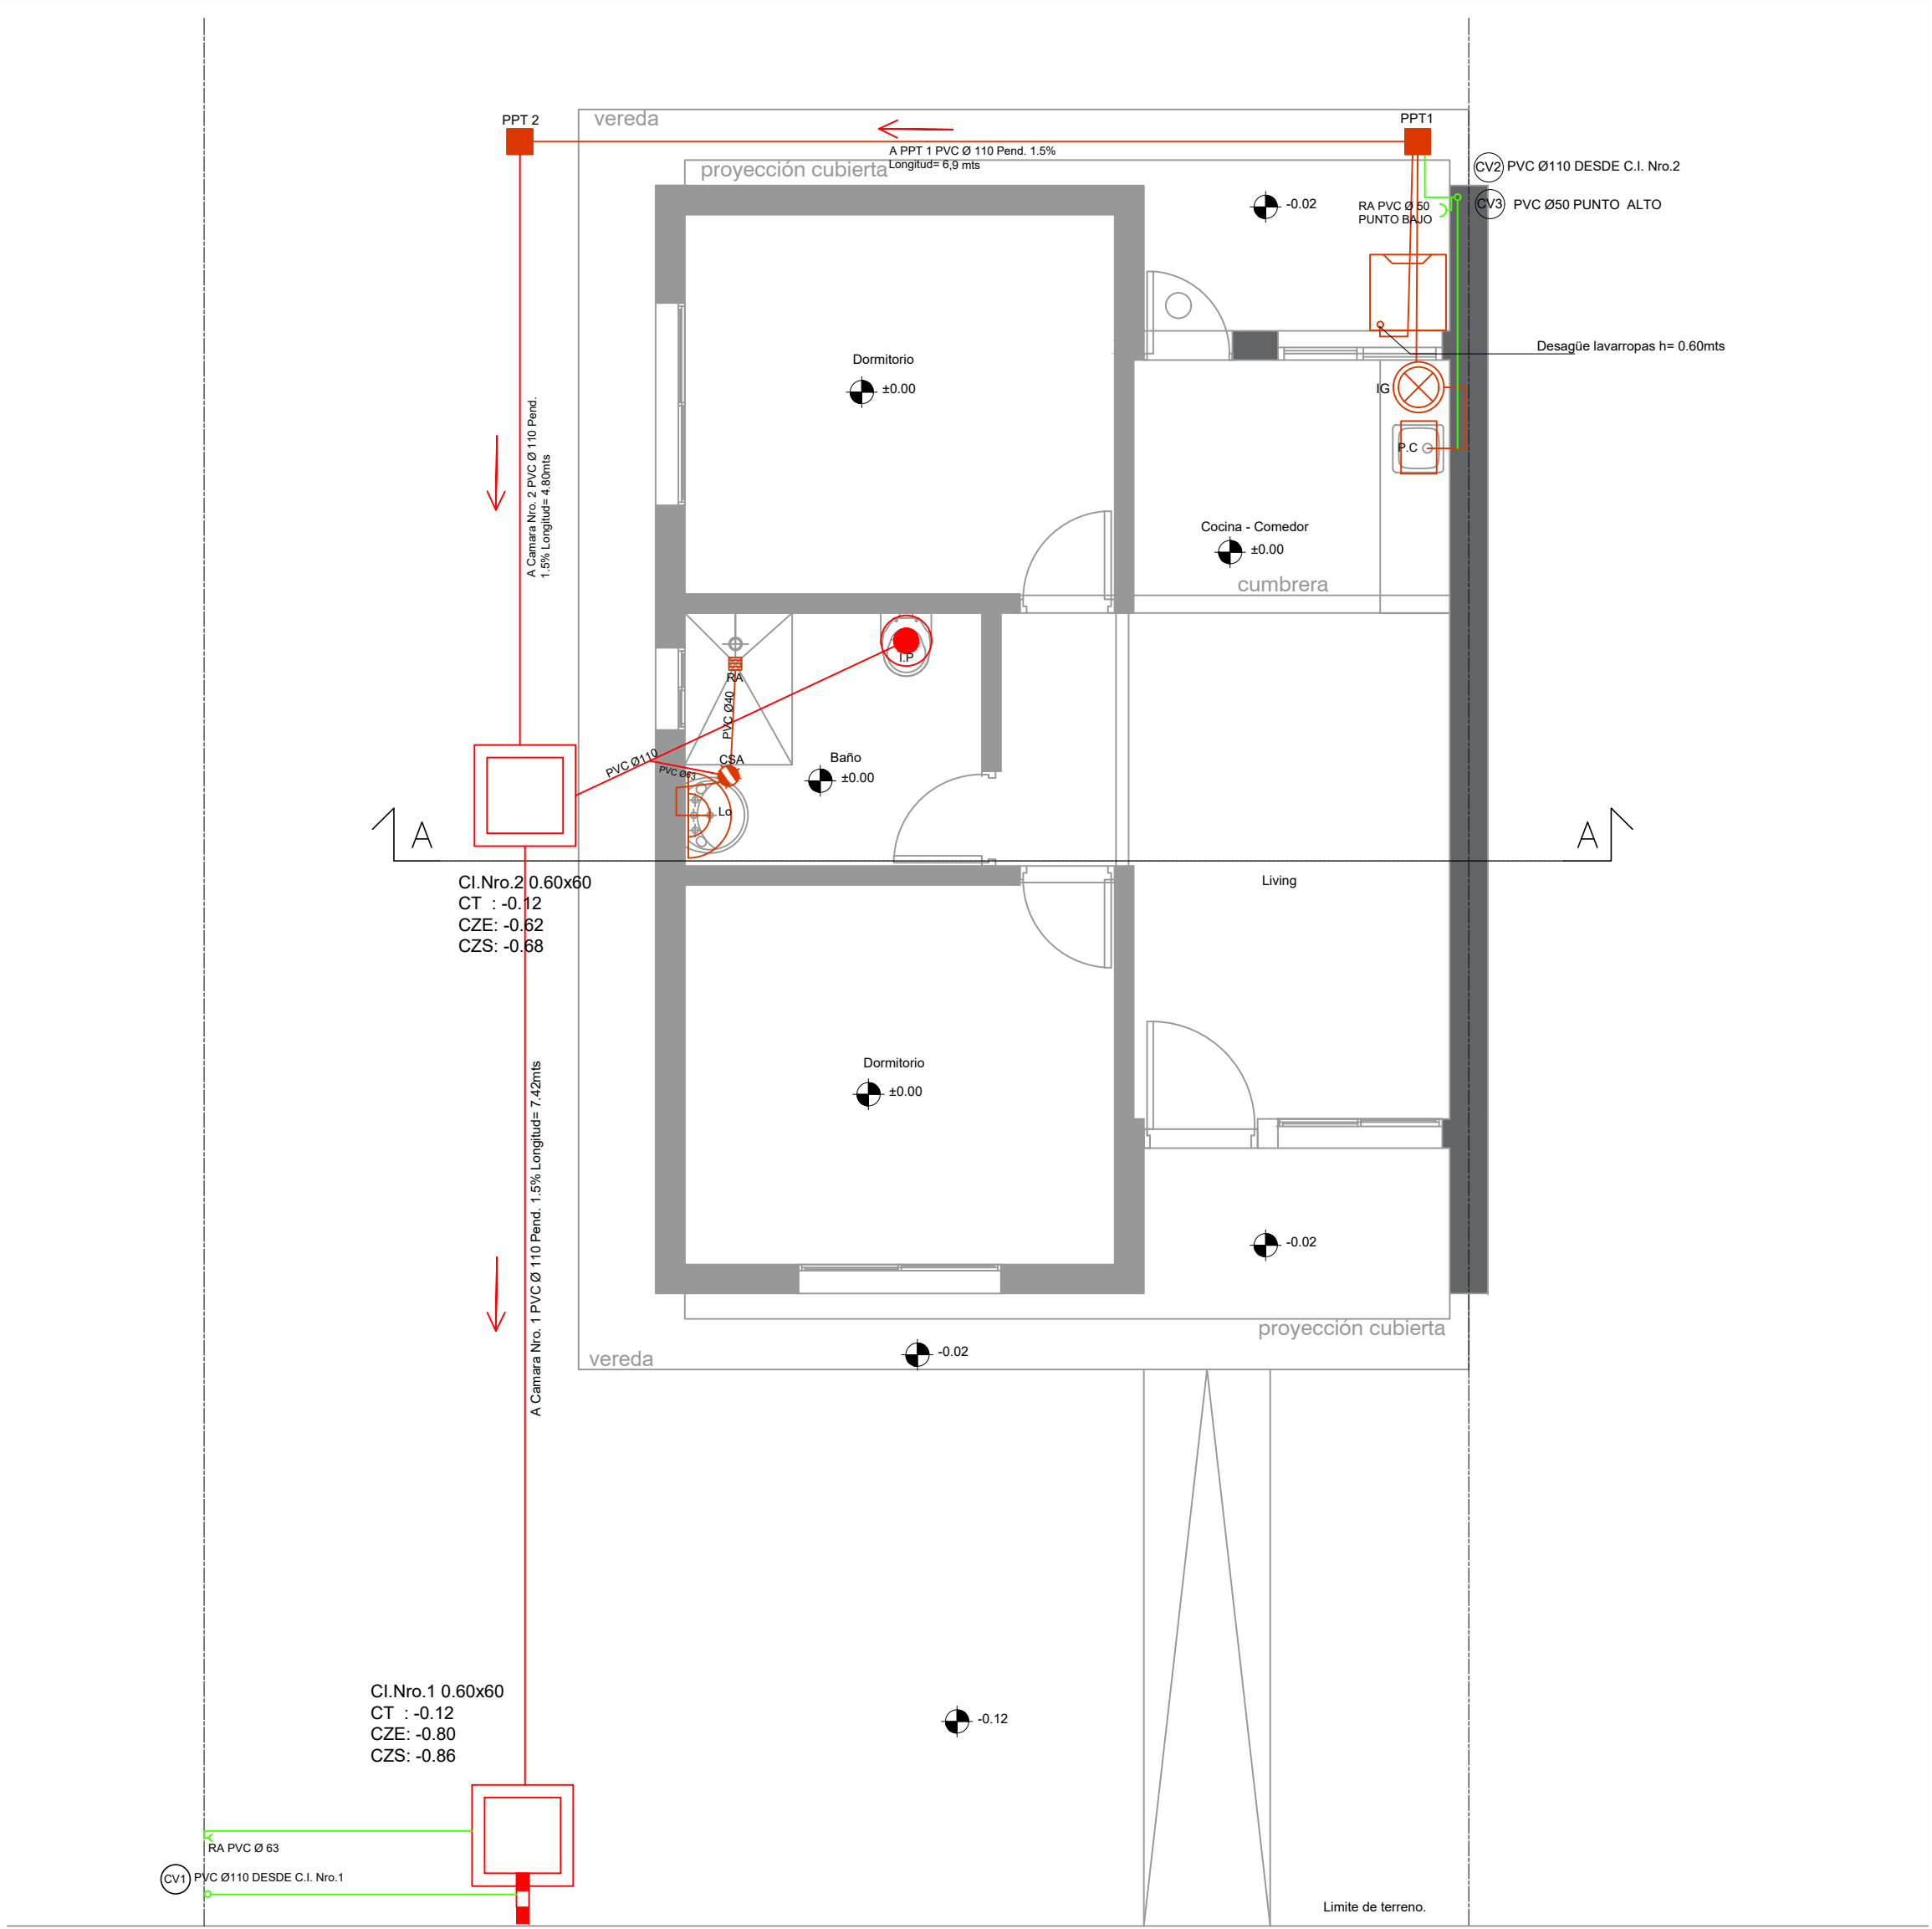 PPT 2
vereda
PPT1
A PPT 1 PVC Ø 110 Pend. 1.5%
Longitud= 6,9 mts
proyección cubierta
CV2 PVC Ø110 DESDE C.I. Nro.2
-0.02
RA PVC Ø 50
PUNTO BAJO
CV3 PVC Ø50 PUNTO ALTO
Desagüe lavarropas h= 0.60mts
Dormitorio
±0.00
IG
P.C
A Camara Nro. 2 PVC Ø 110 Pend.
1.5% Longitud= 4.80mts
Cocina - Comedor
±0.00
cumbrera
I.P
RA
PVC Ø40
PVC Ø110
CSA
PVC Ø63
Baño
±0.00
Lo
A
A
CI.Nro.2 0.60x60
CT : -0.12
CZE: -0.62
CZS: -0.68
Living
A Camara Nro. 1 PVC Ø 110 Pend. 1.5% Longitud= 7.42mts
Dormitorio
±0.00
-0.02
proyección cubierta
vereda
-0.02
CI.Nro.1 0.60x60
CT : -0.12
CZE: -0.80
CZS: -0.86
-0.12
RA PVC Ø 63
CV1 PVC Ø110 DESDE C.I. Nro.1
Limite de terreno.